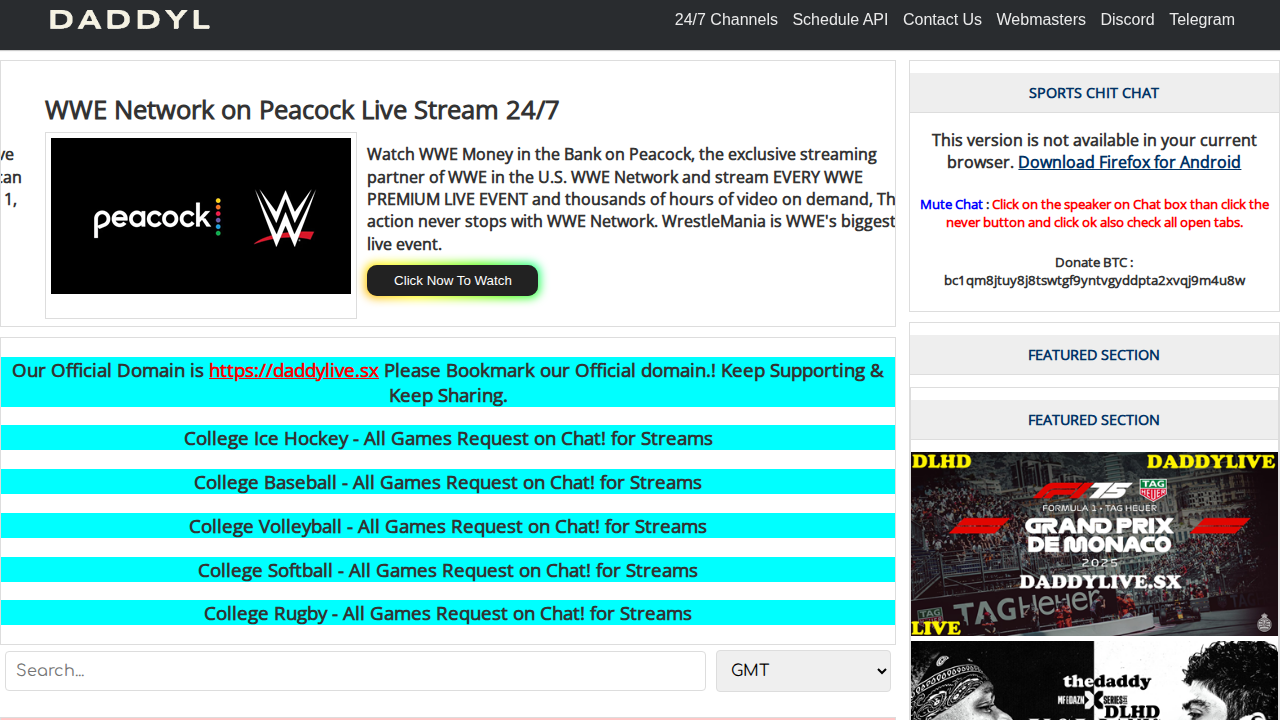 DADDYL
24/7 Channels Schedule API Contact Us Webmasters Discord Telegram
WWE Network on Peacock Live Stream 24/7
peacock
Watch WWE Money in the Bank on Peacock, the exclusive streaming
partner of WWE in the U.S. WWE Network and stream EVERY WWE
PREMIUM LIVE EVENT and thousands of hours of video on demand, Th
action never stops with WWE Network. WrestleMania is WWE's biggest
live event.
Click Now To Watch
Our Official Domain is https://daddylive.sx Please Bookmark our Official domain.! Keep Supporting &
Keep Sharing.
College Ice Hockey - All Games Request on Chat! for Streams
College Baseball - All Games Request on Chat! for Streams
College Volleyball - All Games Request on Chat! for Streams
College Softball - All Games Request on Chat! for Streams
College Rugby - All Games Request on Chat! for Streams
Search...
GMT
SPORTS CHIT CHAT
This version is not available in your current
browser. Download Firefox for Android
Mute Chat : Click on the speaker on Chat box than click the
never button and click ok also check all open tabs.
Donate BTC :
bc1qm8jtuy8j8tswtgf9yntvgyddpta2xvqj9m4u8w
FEATURED SECTION
FEATURED SECTION
DLHD DADDYLIVE
F1 75 TAG HEUER
FORMULA 1 · TAG HEUER
GRAND PRIX
DE MONACO
2025
DADDYLIVE.SX
TAGHeuer
LIVE
thedaddy
DLHD